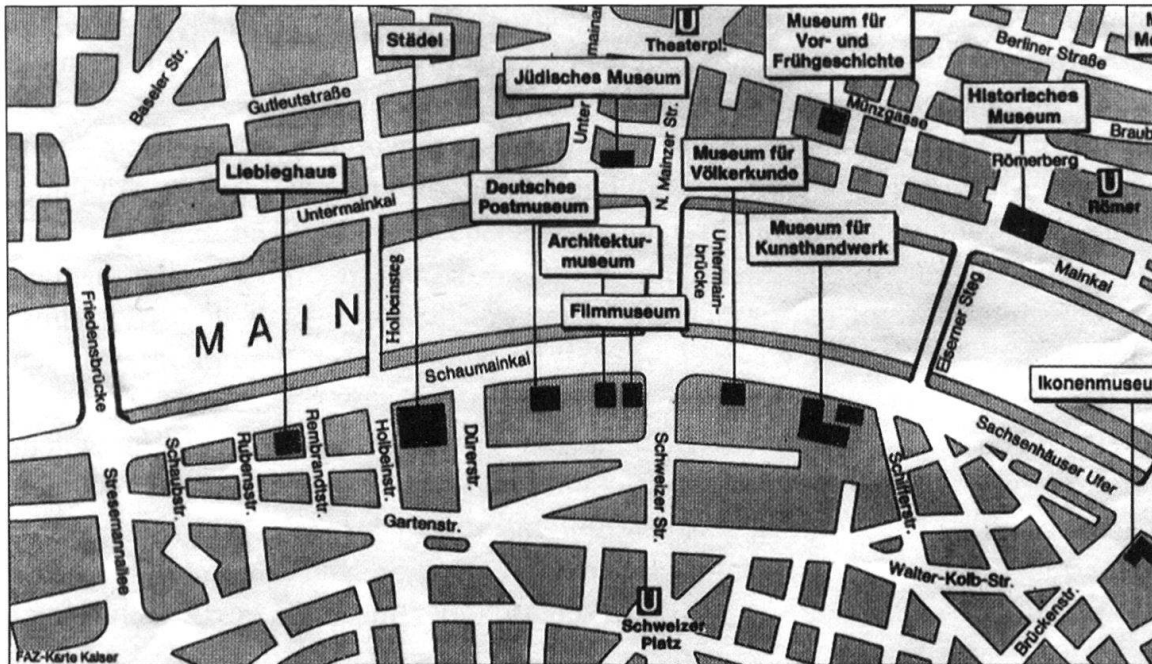 Städel
U
Theaterpl.
Museum für
Vor- und
Frühgeschichte
Berliner Straße
Baseler Str.
Gutleutstraße
Jüdisches Museum
Unter
mainan
N. Mainzer Str.
Münzgasse
Historisches
Museum
Braub
Römerberg
U
Römer
Liebieghaus
Deutsches
Postmuseum
Museum für
Völkerkunde
Untermainkai
Architektur-
museum
Museum für
Kunsthandwerk
Filmmuseum
Untermain-
brücke
Holbeinsteg
Friedensbrücke
MAIN
Eiserner Steg
Mainkai
Schaumainkai
Ikonenmuseu
Sachsenhäuser Ufer
Schaubstr.
Rubensstr.
Rembrandtstr.
Holbeinstr.
Dürerstr.
Schweizer Str.
Schifferstr.
Stresemannallee
Gartenstr.
Walter-Kolb-Str.
Brückenstr.
U
Schweizer
Platz
FAZ-Karte Kaiser